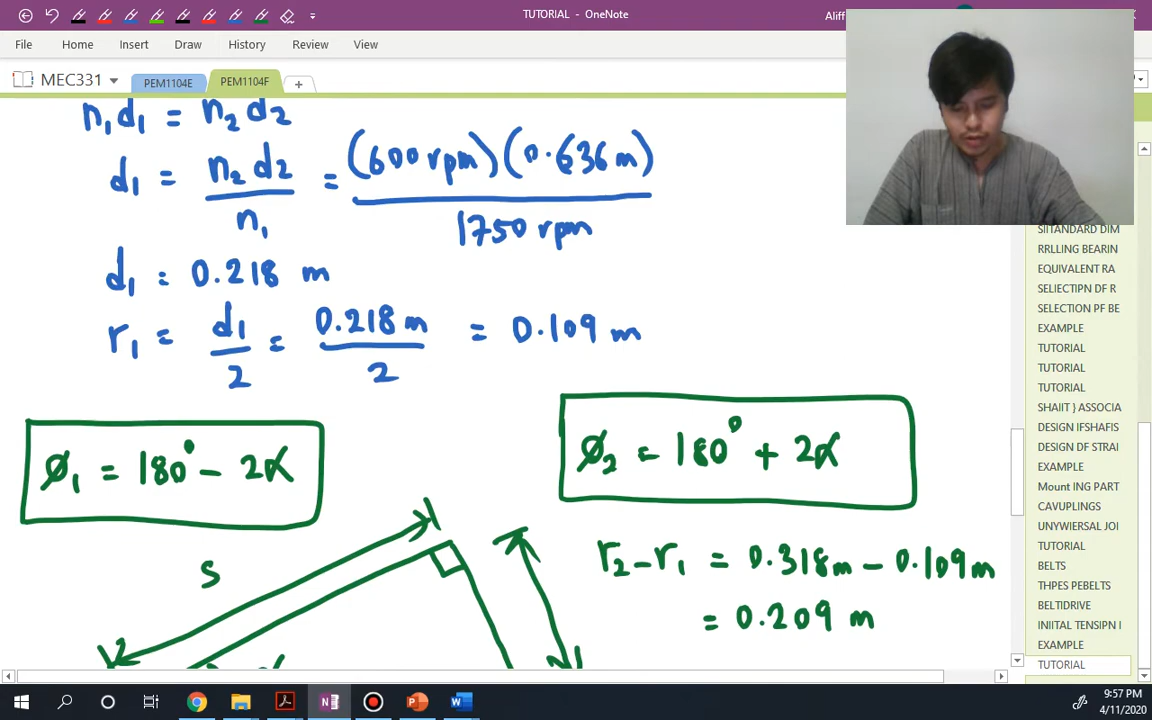 TUTORIAL - OneNote
Aliff
File Home Insert Draw History Review View
MEC331
PEM1104E
PEM1104F
n₁d₁ = n₂d₂
d₁ = n₂d₂/n₁ = (600 rpm)(0.636 m)/1750 rpm
d₁ = 0.218 m
r₁ = d₁/2 = 0.218 m/2 = 0.109 m
ø₁ = 180° - 2α
ø₂ = 180° + 2α
r₂-r₁ = 0.318m - 0.109m
= 0.209 m
S
SIITANDARD DIM
RRLLING BEARIN
EQUIVALENT RA
SELIECTIPN DF R
SELECTION PF BE
EXAMPLE
TUTORIAL
TUTORIAL
TUTORIAL
SHAIIT } ASSOCIA
DESIGN IFSHAFIS
DESIGN DF STRAI
EXAMPLE
Mount ING PART
CAVUPLINGS
UNYWIERSAL JOI
TUTORIAL
BELTS
THPES PEBELTS
BELTIDRIVE
INIITAL TENSIPN I
EXAMPLE
TUTORIAL
9:57 PM
4/11/2020